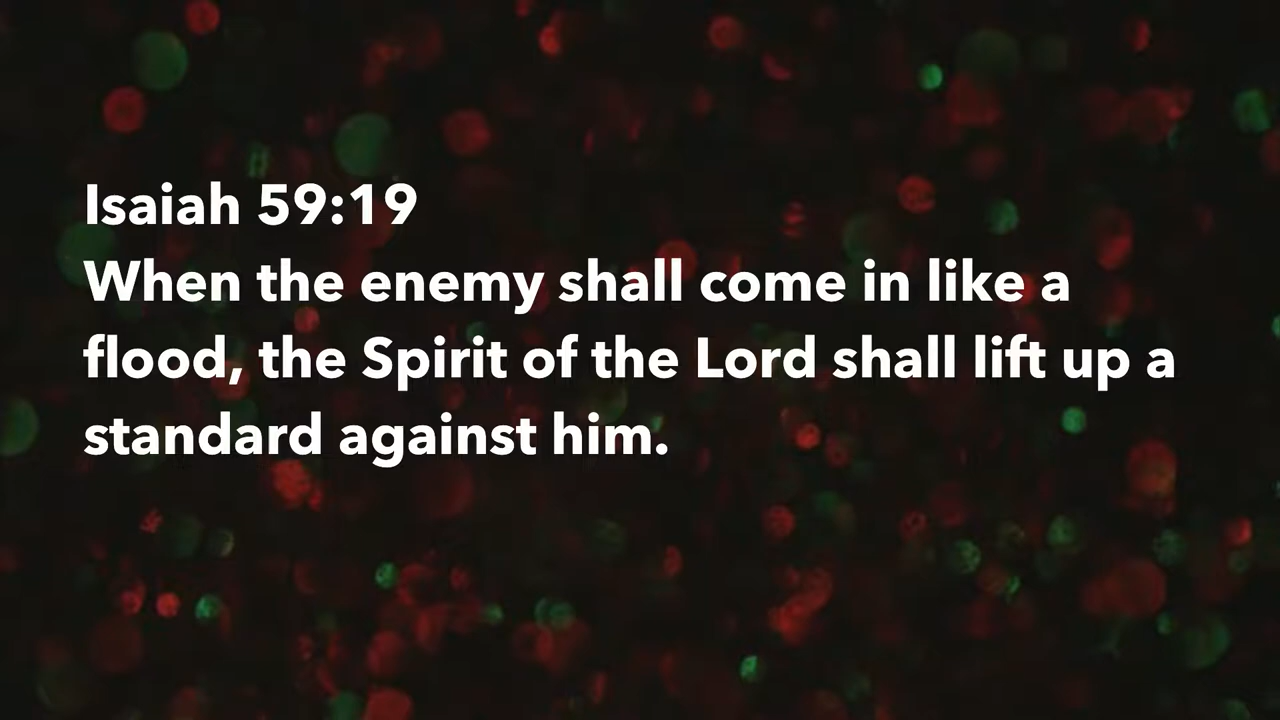 Isaiah 59:19
When the enemy shall come in like a
flood, the Spirit of the Lord shall lift up a
standard against him.